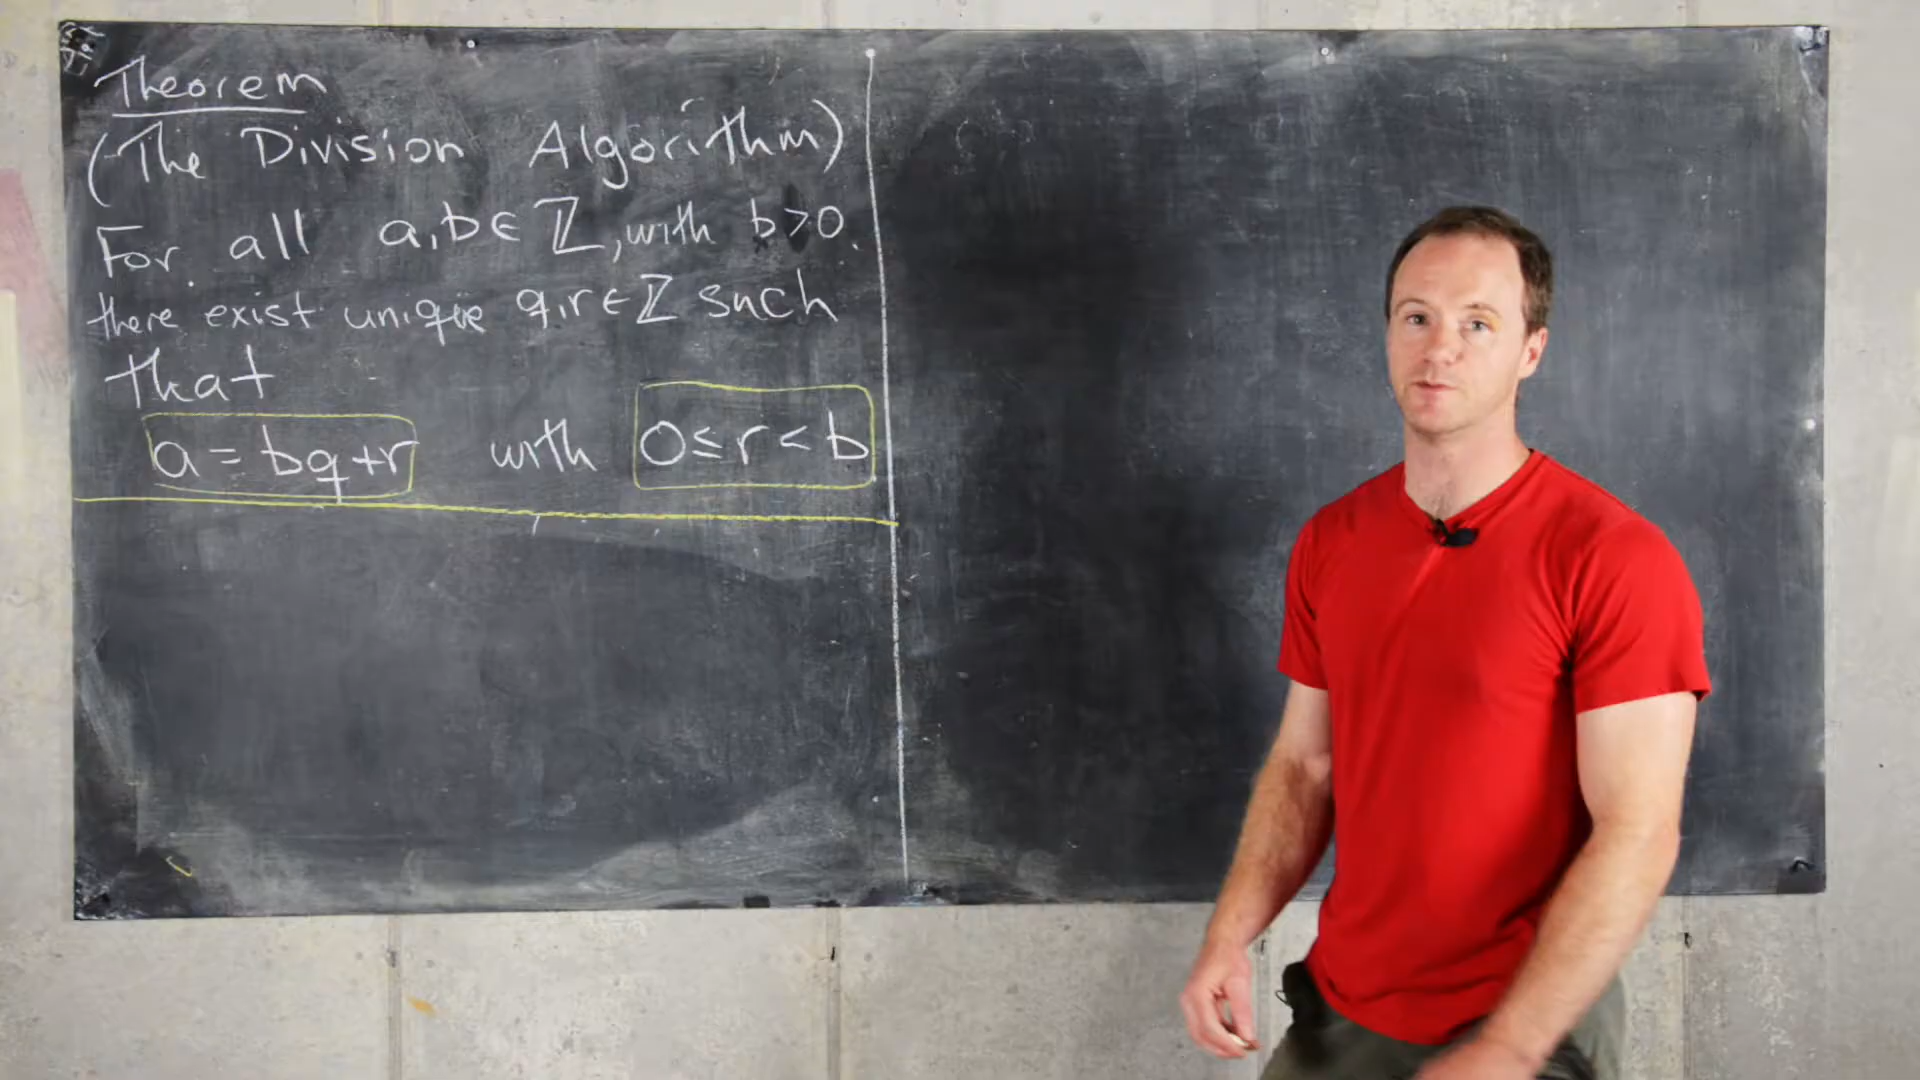 Theorem
(The Division Algorithm)
For all a,b ∈ ℤ, with b>0.
there exist unique q,r ∈ ℤ such
that
a = bq+r with 0 ≤ r < b